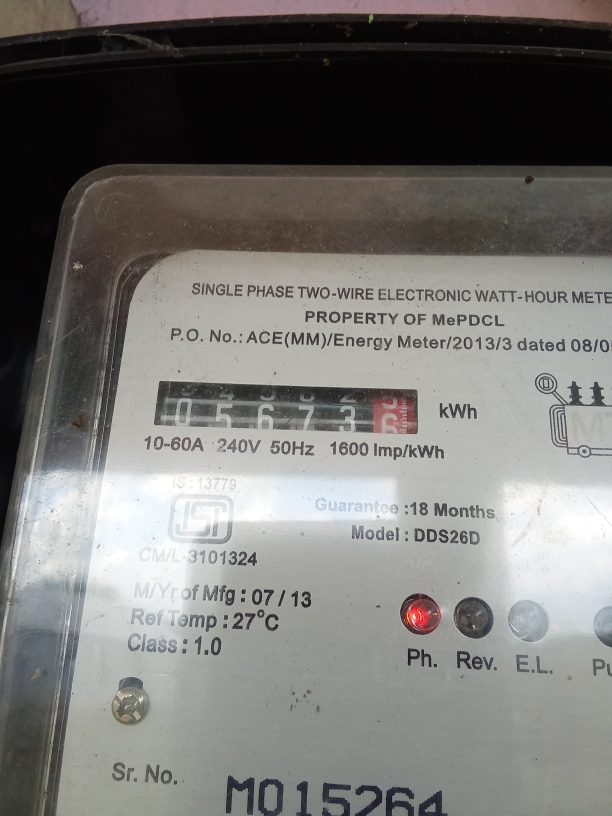 SINGLE PHASE TWO-WIRE ELECTRONIC WATT-HOUR METE
PROPERTY OF MePDCL
P.O. No.: ACE(MM)/Energy Meter/2013/3 dated 08/0
0 5 6 7 3 6 kWh
10-60A 240V 50Hz 1600 Imp/kWh
IS : 13779
Guarantee :18 Months
Model : DDS26D
CM/L-3101324
M/Yr of Mfg : 07 / 13
Ref Temp : 27°C
Class : 1.0
Ph. Rev. E.L. Pu
Sr. No. M015264